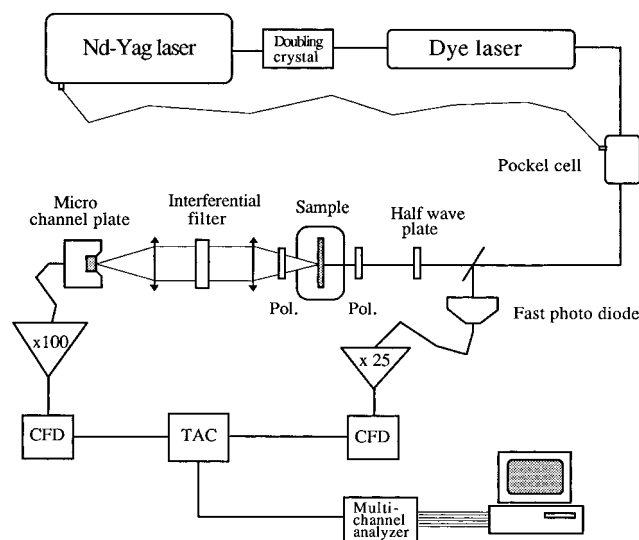 Nd-Yag laser
Doubling
crystal
Dye laser
Pockel cell
Micro
channel plate
Interferential
filter
Sample
Half wave
plate
Pol.
Pol.
Fast photo diode
x100
x 25
CFD
TAC
CFD
Multi-
channel
analyzer